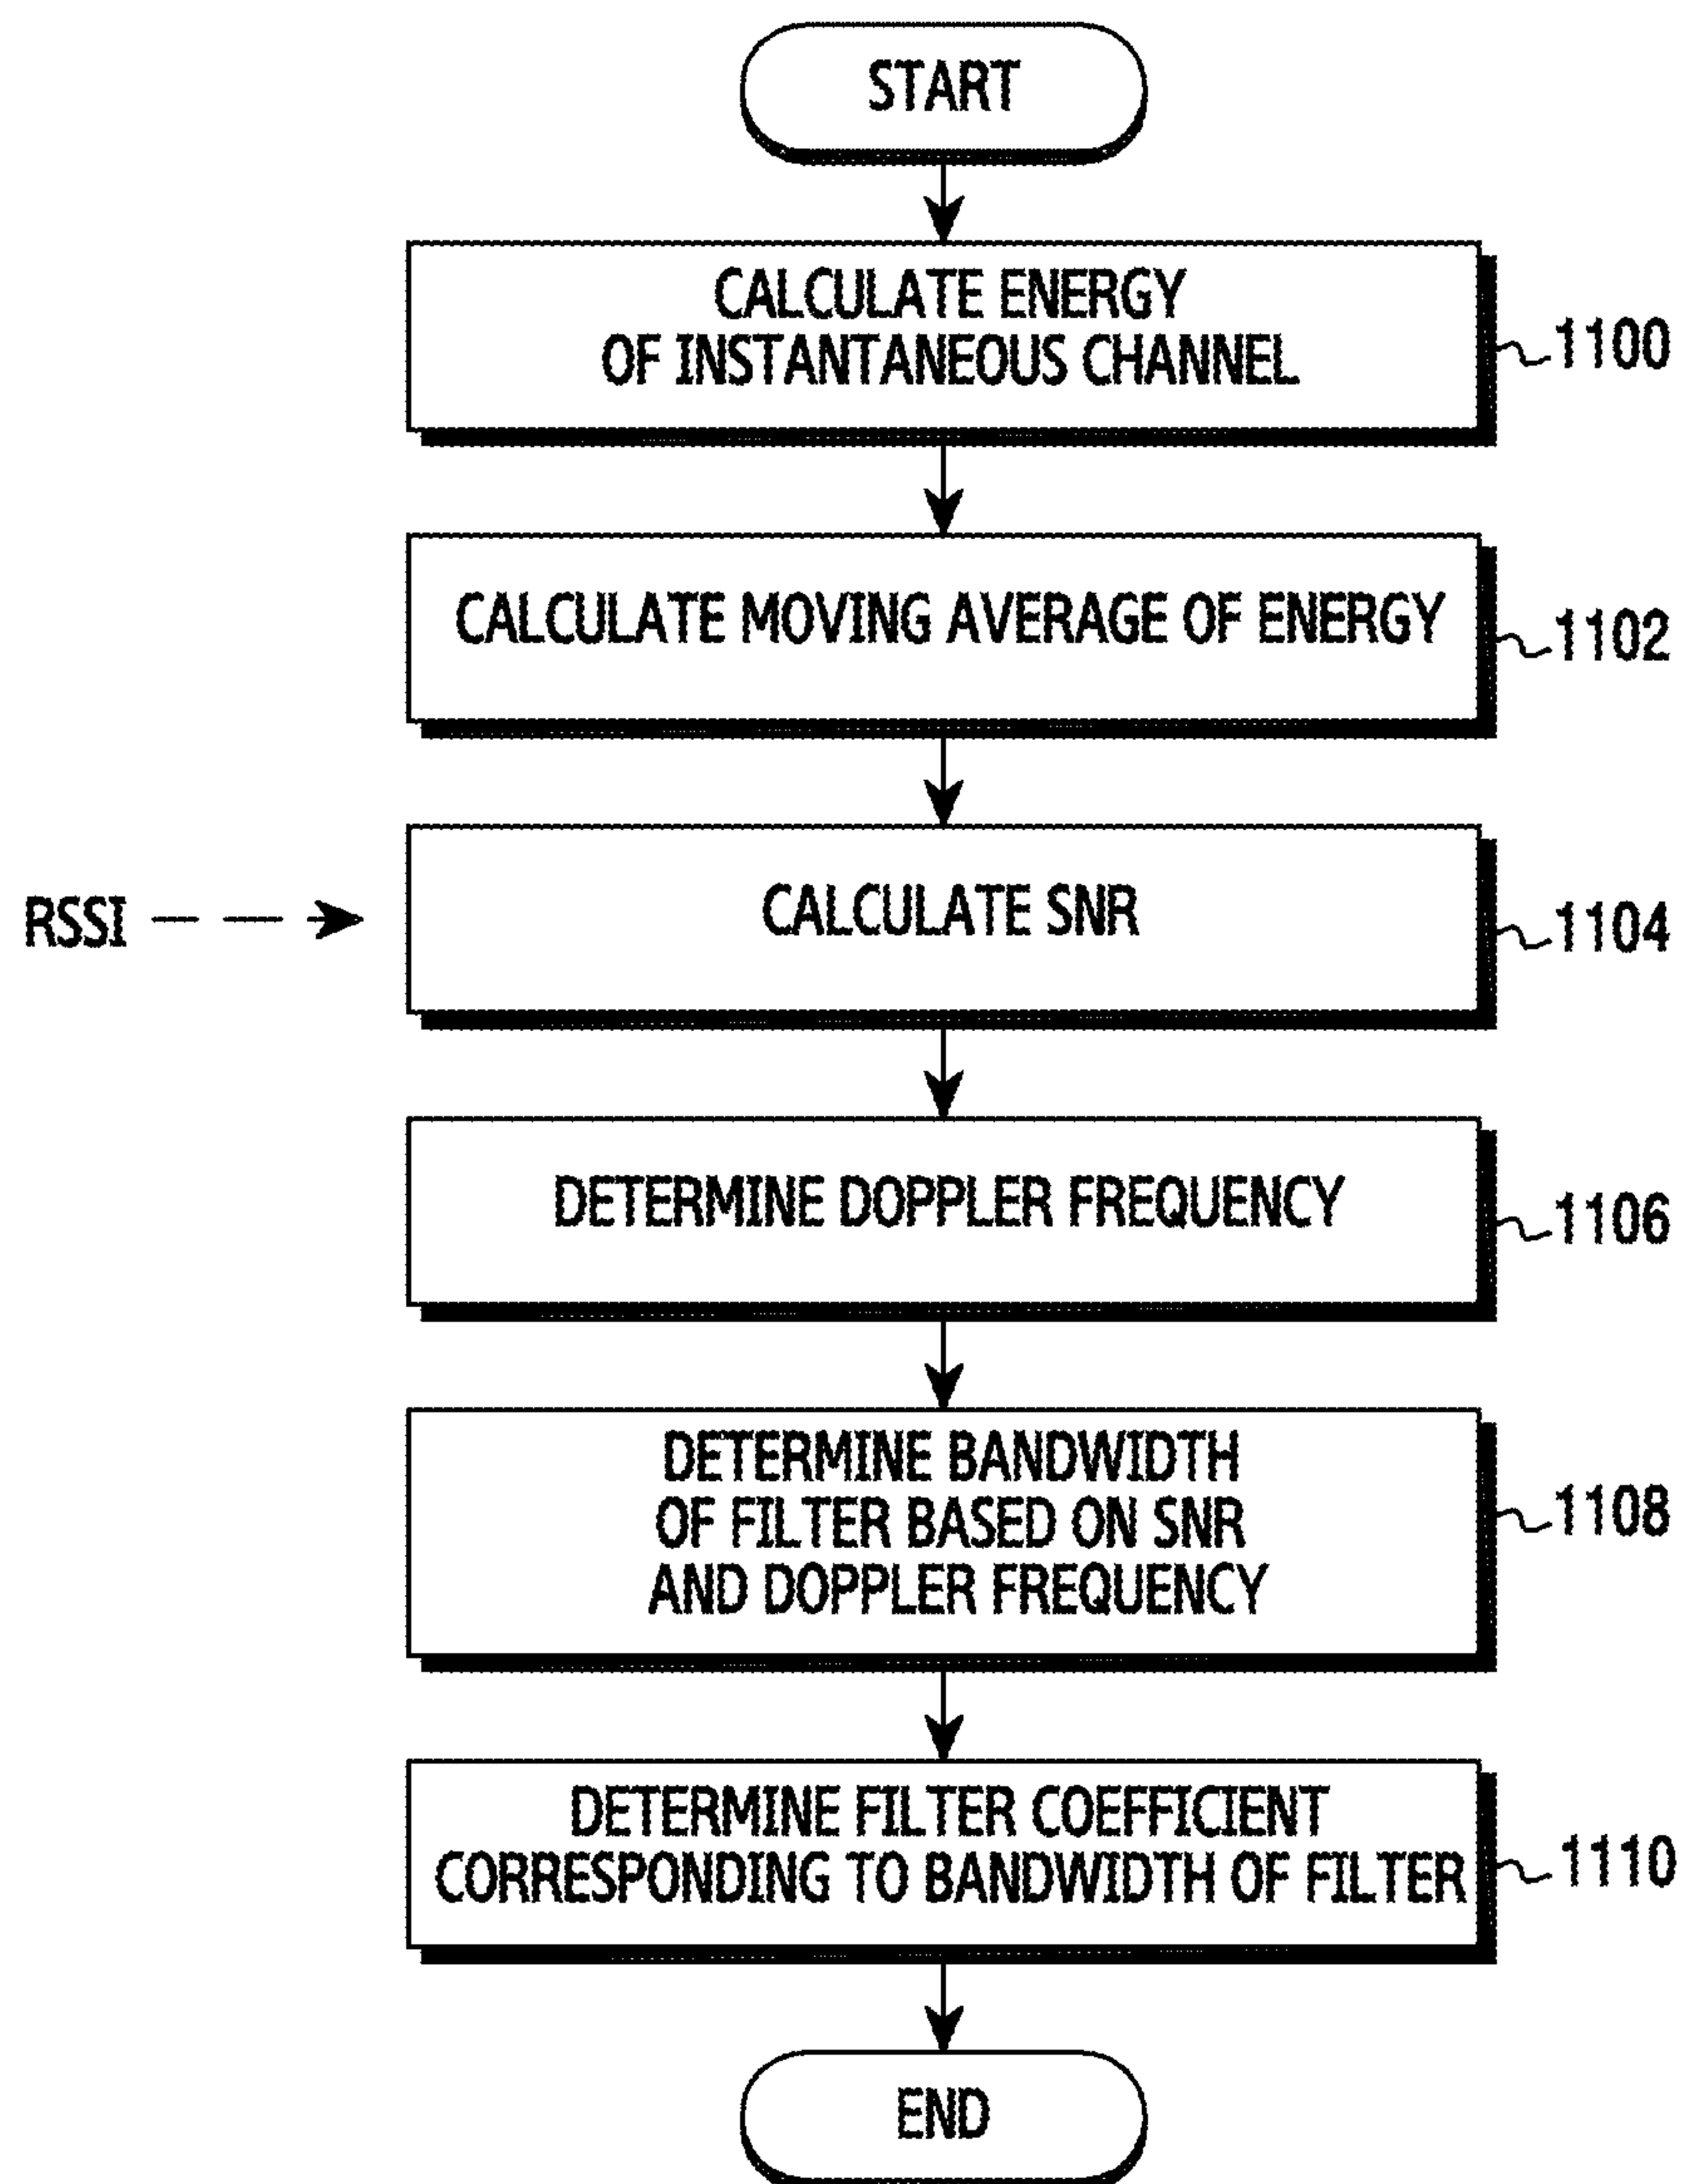 START
CALCULATE ENERGY
OF INSTANTANEOUS CHANNEL
1100
CALCULATE MOVING AVERAGE OF ENERGY
1102
RSSI
CALCULATE SNR
1104
DETERMINE DOPPLER FREQUENCY
1106
DETERMINE BANDWIDTH
OF FILTER BASED ON SNR
AND DOPPLER FREQUENCY
1108
DETERMINE FILTER COEFFICIENT
CORRESPONDING TO BANDWIDTH OF FILTER
1110
END